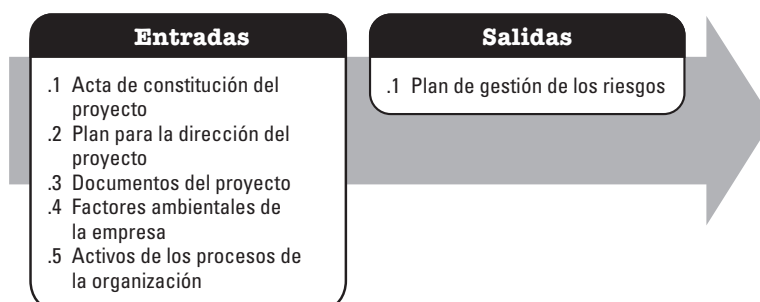 Entradas
.1 Acta de constitución del
proyecto
.2 Plan para la dirección del
proyecto
.3 Documentos del proyecto
.4 Factores ambientales de
la empresa
.5 Activos de los procesos de
la organización
Salidas
.1 Plan de gestión de los riesgos